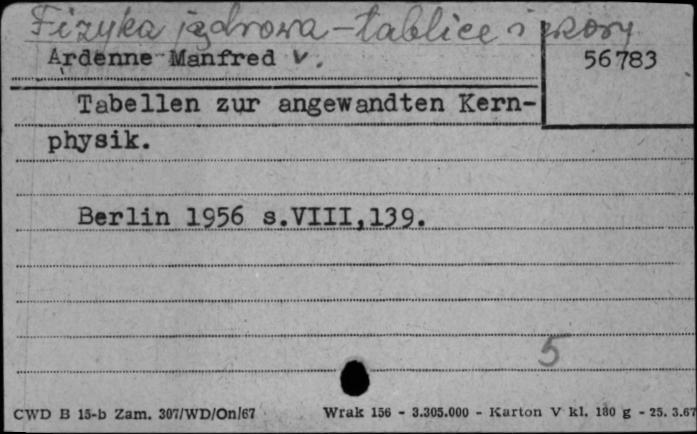 Fizyka jądrowa - tablice i wzory
Ardenne Manfred v.
56783
Tabellen zur angewandten Kern-
physik.
Berlin 1956 s.VIII,139.
5
CWD B 15-b Zam. 307/WD/On/67 Wrak 156 - 3.305.000 - Karton V kl. 180 g - 25. 3.67